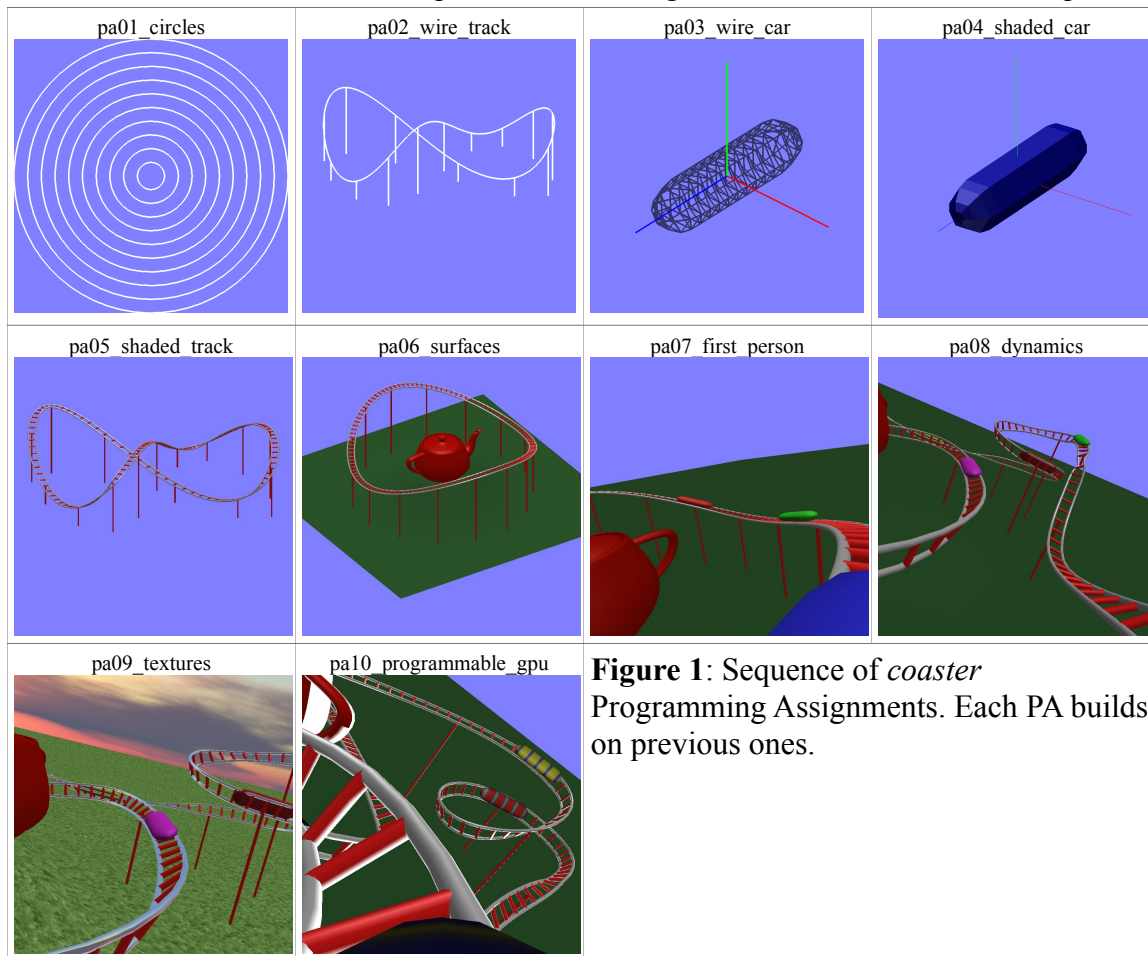 pa01_circles
pa02_wire_track
pa03_wire_car
pa04_shaded_car
pa05_shaded_track
pa06_surfaces
pa07_first_person
pa08_dynamics
pa09_textures
pa10_programmable_gpu
Figure 1: Sequence of coaster
Programming Assignments. Each PA builds
on previous ones.